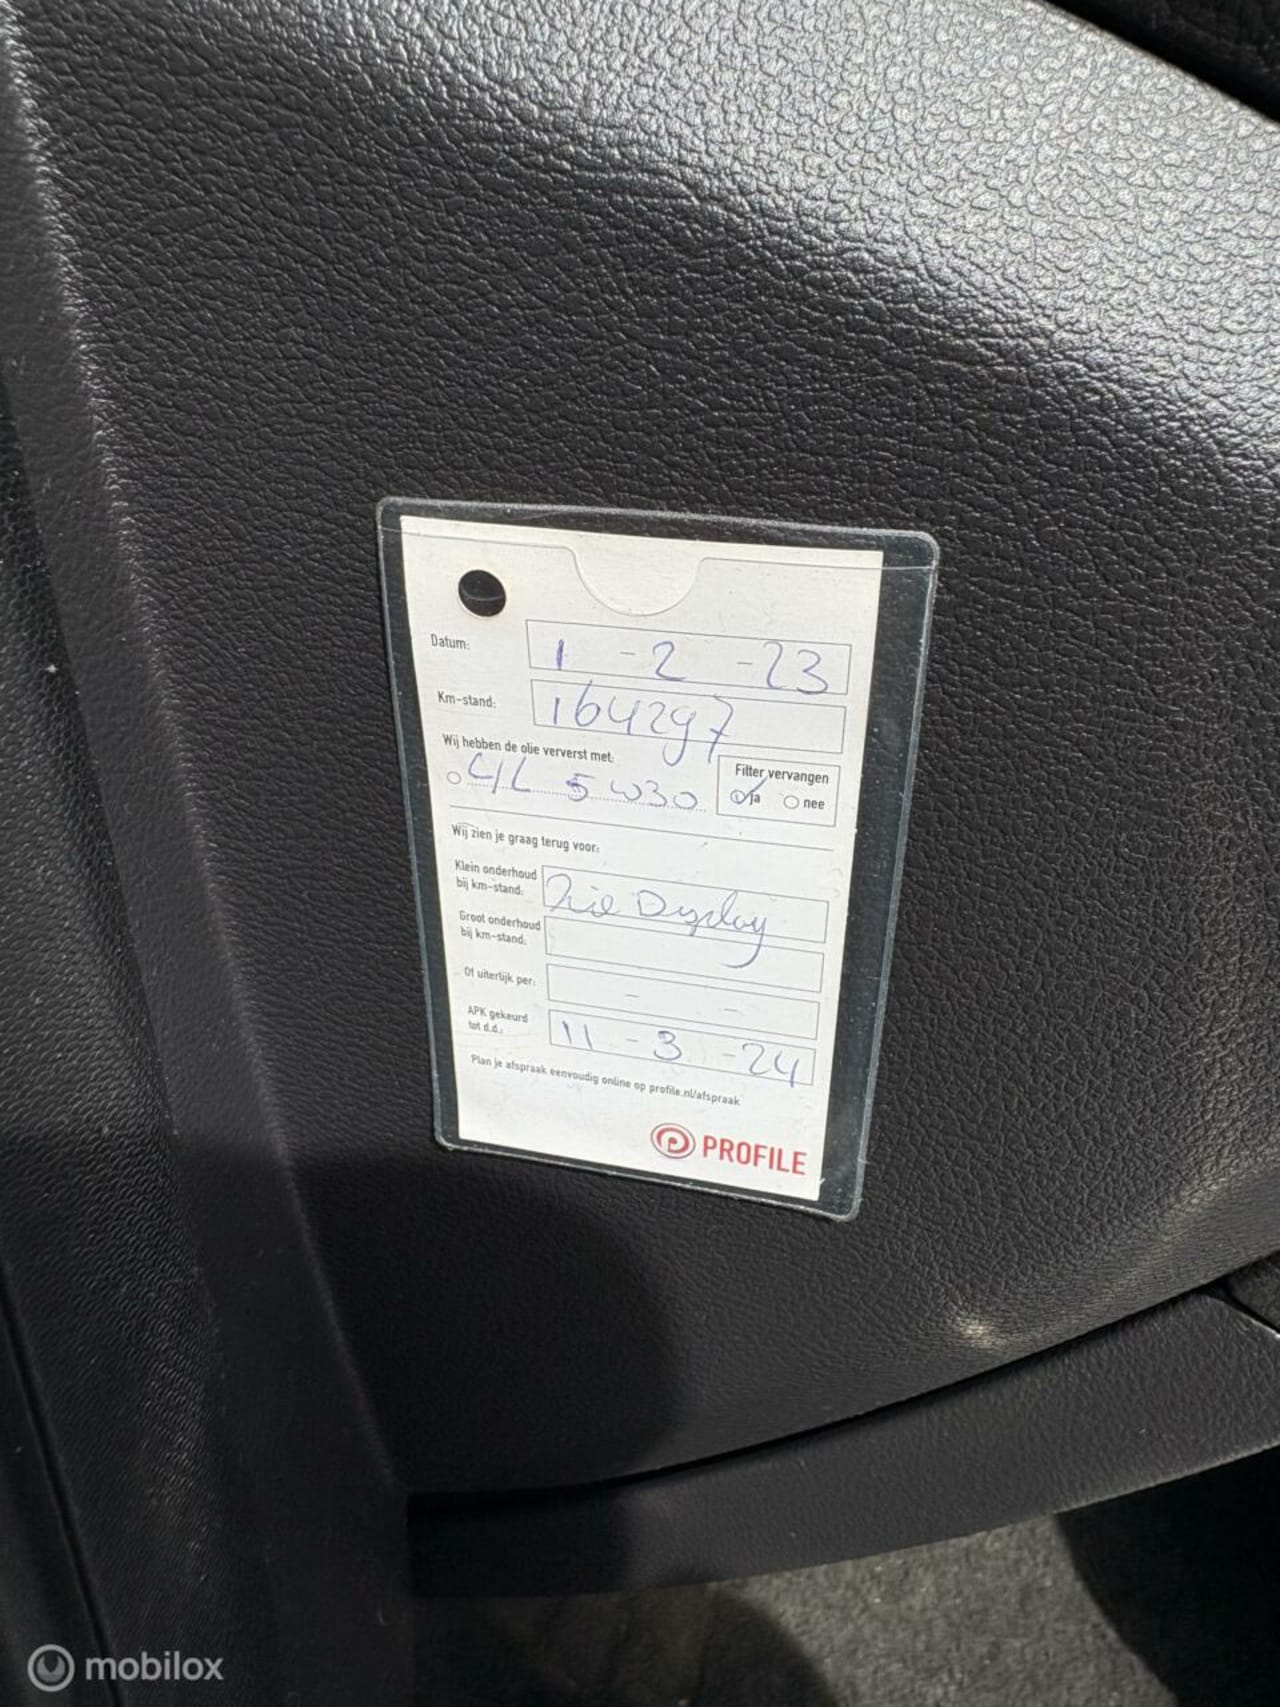 Datum: 1 - 2 - 23
Km-stand: 164297
Wij hebben de olie ververst met:
4L 5w30
Filter vervangen
ja nee
Wij zien je graag terug voor:
Klein onderhoud
bij km-stand: Zie Dysplay
Groot onderhoud
bij km-stand:
Of uiterlijk per: - -
APK gekeurd
tot d.d.: 11 - 3 - 24
Plan je afspraak eenvoudig online op profile.nl/afspraak
PROFILE
mobilox